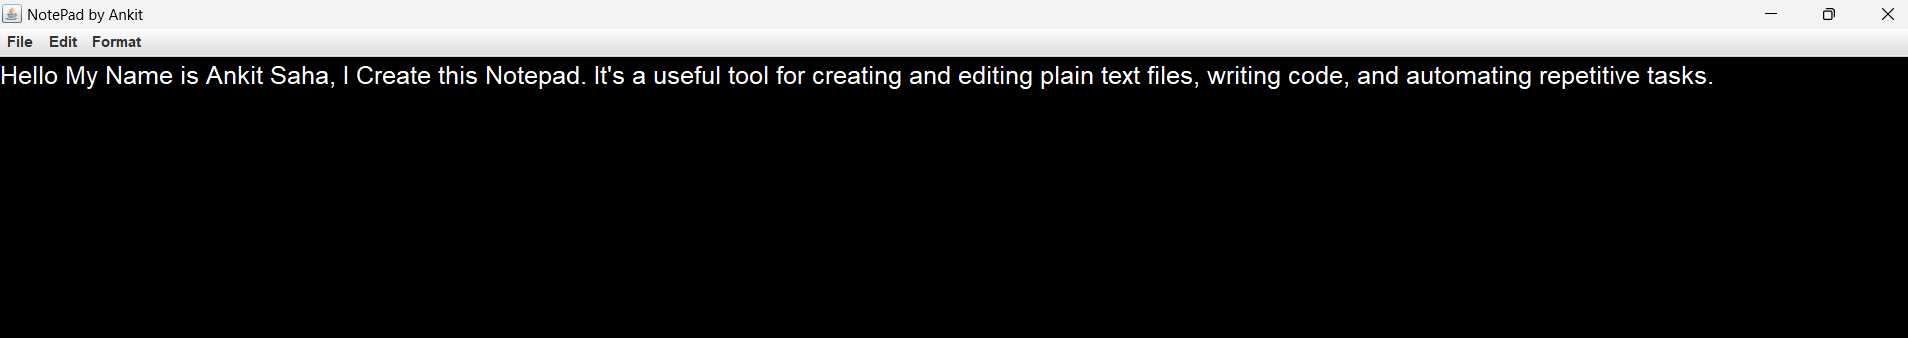 NotePad by Ankit
File Edit Format
Hello My Name is Ankit Saha, I Create this Notepad. It's a useful tool for creating and editing plain text files, writing code, and automating repetitive tasks.